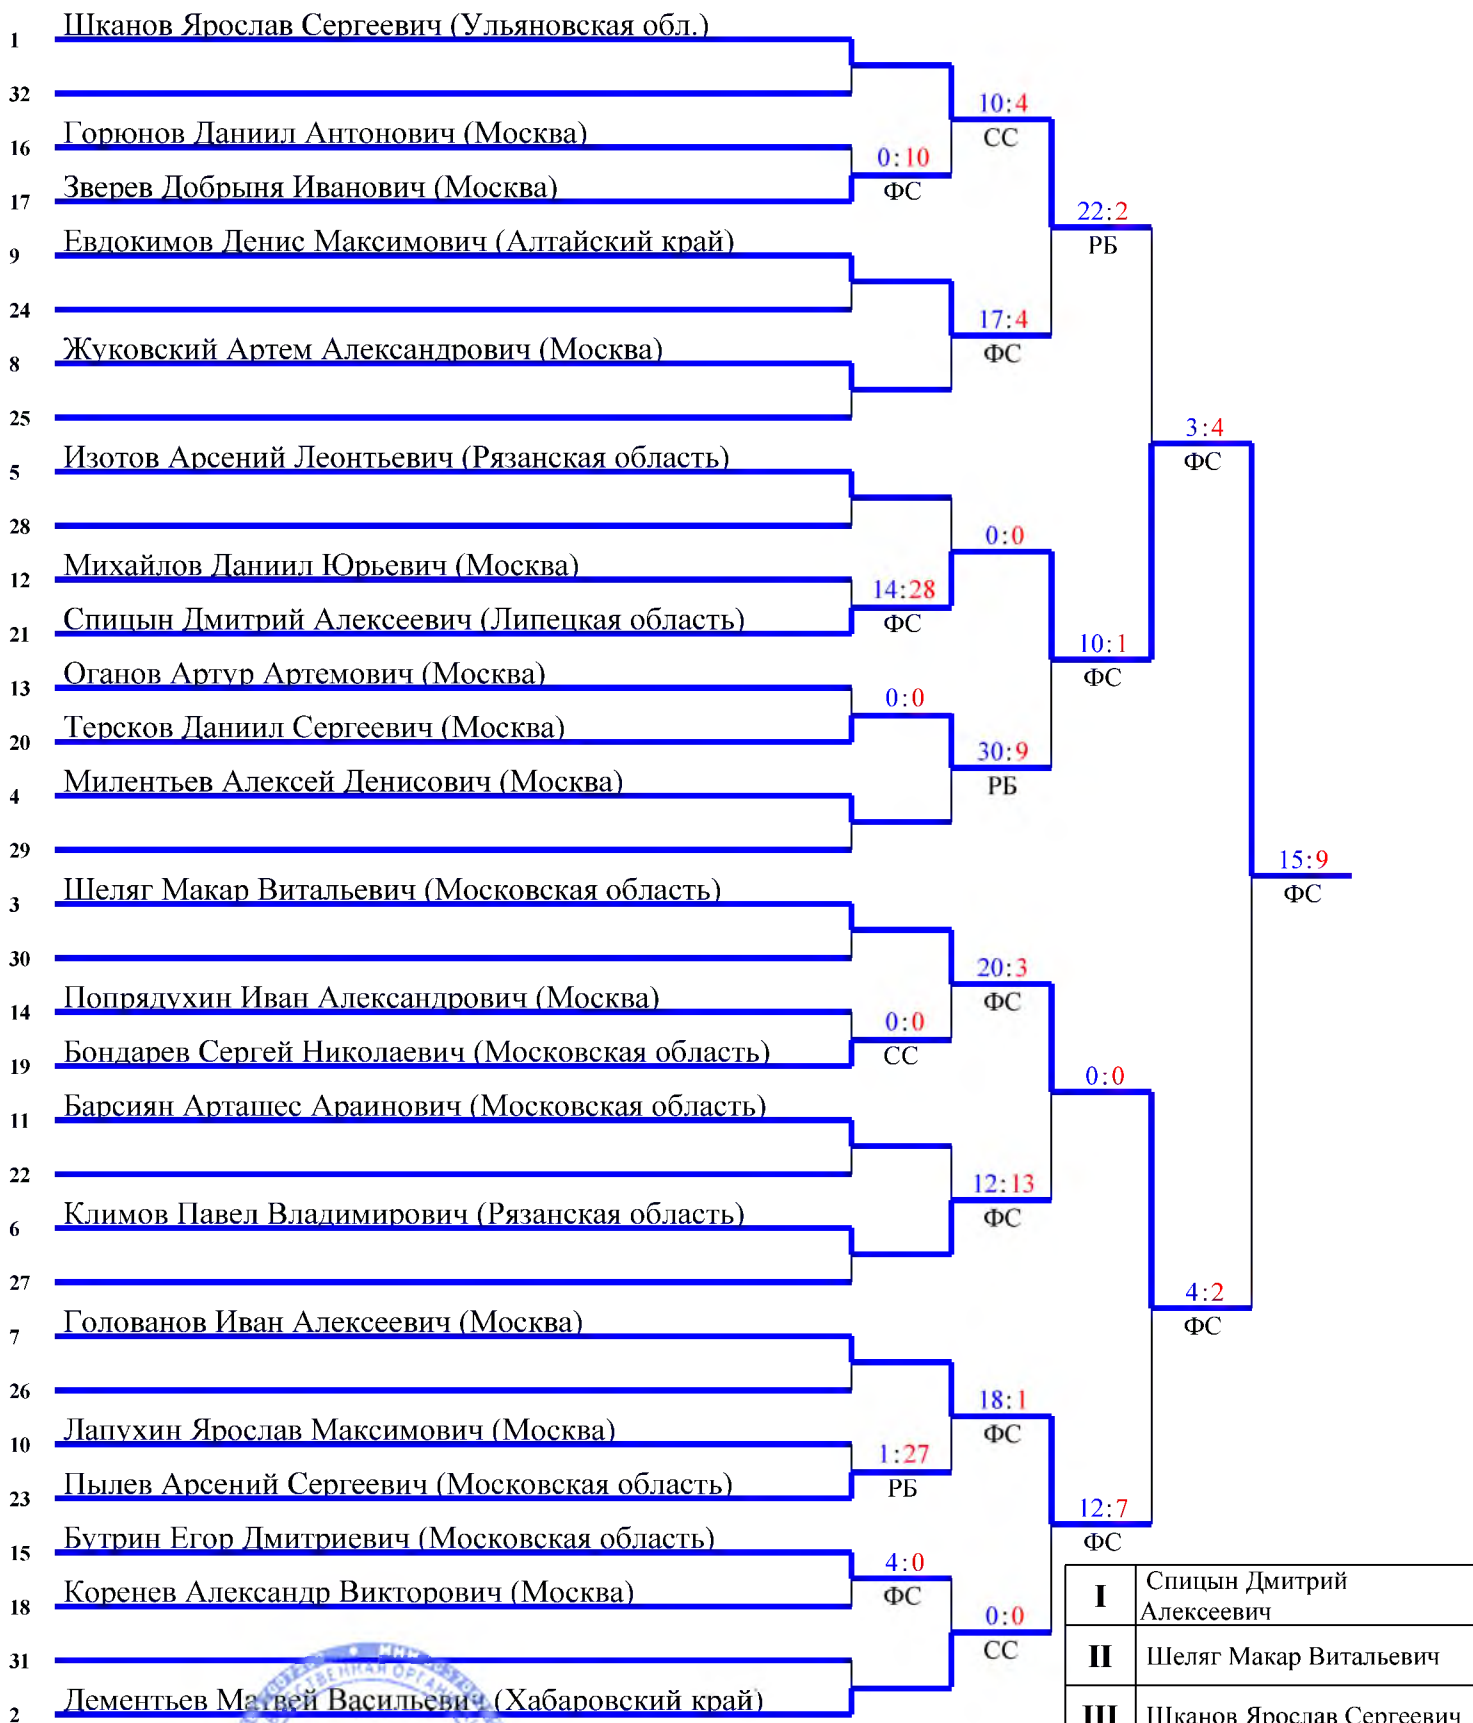 Шканов Ярослав Сергеевич (Ульяновская обл.)
1
32
10:4
СС
Горюнов Даниил Антонович (Москва)
16
0:10
ФС
Зверев Добрыня Иванович (Москва)
17
22:2
РБ
Евдокимов Денис Максимович (Алтайский край)
9
24
17:4
ФС
Жуковский Артем Александрович (Москва)
8
25
3:4
ФС
Изотов Арсений Леонтьевич (Рязанская область)
5
28
0:0
Михайлов Даниил Юрьевич (Москва)
12
14:28
ФС
Спицын Дмитрий Алексеевич (Липецкая область)
21
10:1
ФС
Оганов Артур Артемович (Москва)
13
0:0
Терсков Даниил Сергеевич (Москва)
20
30:9
РБ
Милентьев Алексей Денисович (Москва)
4
29
15:9
ФС
Шеляг Макар Витальевич (Московская область)
3
30
20:3
ФС
Попрядухин Иван Александрович (Москва)
14
0:0
СС
Бондарев Сергей Николаевич (Московская область)
19
0:0
Барсиян Арташес Араинович (Московская область)
11
22
12:13
ФС
Климов Павел Владимирович (Рязанская область)
6
27
4:2
ФС
Голованов Иван Алексеевич (Москва)
7
26
18:1
ФС
Лапухин Ярослав Максимович (Москва)
10
1:27
РБ
Пылев Арсений Сергеевич (Московская область)
23
12:7
ФС
Бутрин Егор Дмитриевич (Московская область)
15
4:0
ФС
Коренев Александр Викторович (Москва)
18
0:0
СС
31
Дементьев Матвей Васильевич (Хабаровский край)
2
I Спицын Дмитрий
Алексеевич
II Шеляг Макар Витальевич
III Шканов Ярослав Сергеевич